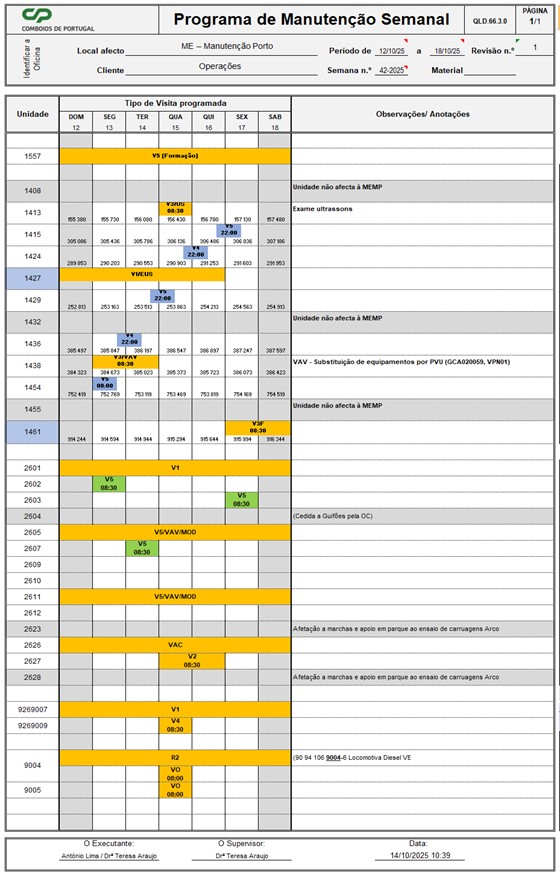 COMBOIOS DE PORTUGAL
Programa de Manutenção Semanal
QLD.66.3.0
PÁGINA
1/1
Identificar a Oficina
Local afecto
ME – Manutenção Porto
Período de
12/10/25
a
18/10/25
Revisão n.º
1
Cliente
Operações
Semana n.º
42-2025
Material
Unidade
Tipo de Visita programada
Observações/ Anotações
DOM SEG TER QUA QUI SEX SAB
12 13 14 15 16 17 18
1557 V5 (Formação)
1408 Unidade não afecta à MEMP
1413 V3/US 08:30 Exame ultrassons
155 380 155 730 156 080 156 430 156 780 157 130 157 480
1415 V5 22:00
305 086 305 436 305 786 306 136 306 486 306 836 307 186
1424 V4 22:00
289 853 290 203 290 553 290 903 291 253 291 603 291 953
1427 V1/EUS
1429 V5 22:00
252 813 253 163 253 513 253 863 254 213 254 563 254 913
1432 Unidade não afecta à MEMP
1436 V4 22:00
385 497 385 847 386 197 386 547 386 897 387 247 387 597
1438 V3/VAV 08:30 VAV - Substituição de equipamentos por PVU (GCA020059, VPN01)
384 323 384 673 385 023 385 373 385 723 386 073 386 423
1454 V5 00:00
752 419 752 769 753 119 753 469 753 819 754 169 754 519
1455 Unidade não afecta à MEMP
1461 V3F 08:30
914 244 914 594 914 944 915 294 915 644 915 994 916 344
2601 V1
2602 V5 08:30
2603 V5 08:30
2604 (Cedida a Guifões pela OC)
2605 V5/VAV/MOD
2607 V5 08:30
2609
2610
2611 V5/VAV/MOD
2612
2623 Afetação a marchas e apoio em parque ao ensaio de carruagens Arco
2626 VAC
2627 V2 08:30
2628 Afetação a marchas e apoio em parque ao ensaio de carruagens Arco
9269007 V1
9269009 V4 08:30
9004 R2 (90 94 106 9004-6 Locomotiva Diesel VE
VO 08:00
9005 VO 08:00
O Executante:
António Lima / Drª Teresa Araujo
O Supervisor:
Drª Teresa Araujo
Data:
14/10/2025 10:39